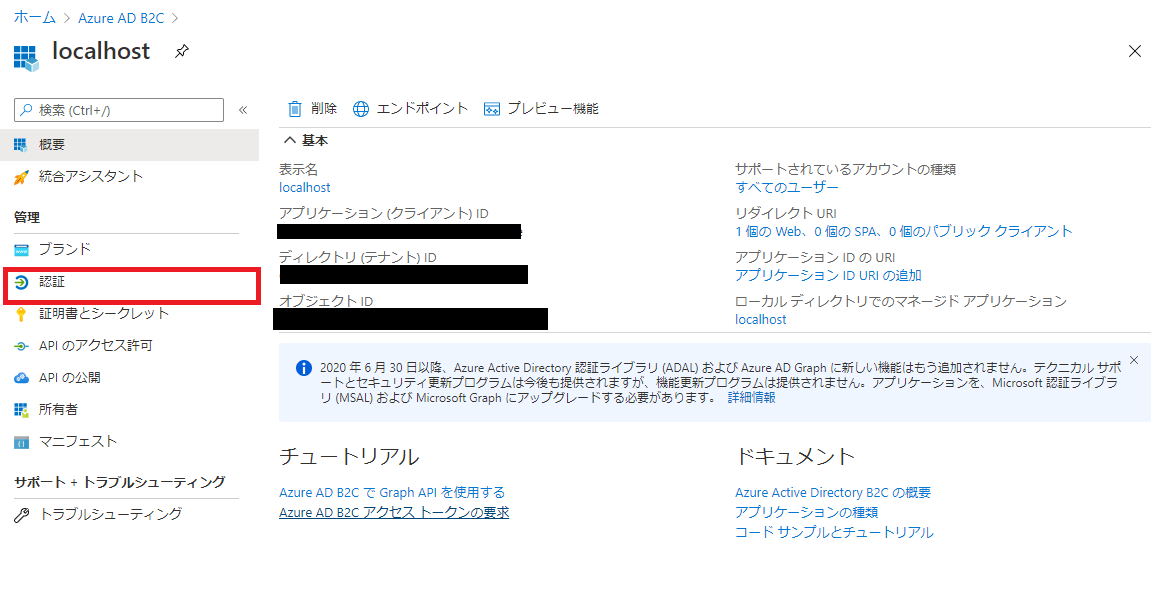 ホーム > Azure AD B2C >
localhost
検索 (Ctrl+/)
«
概要
統合アシスタント
管理
ブランド
認証
証明書とシークレット
API のアクセス許可
API の公開
所有者
マニフェスト
サポート + トラブルシューティング
トラブルシューティング
削除 エンドポイント プレビュー機能
基本
表示名
localhost
アプリケーション (クライアント) ID
ディレクトリ (テナント) ID
オブジェクト ID
サポートされているアカウントの種類
すべてのユーザー
リダイレクト URI
1 個の Web、0 個の SPA、0 個のパブリック クライアント
アプリケーション ID の URI
アプリケーション ID URI の追加
ローカル ディレクトリでのマネージド アプリケーション
localhost
2020 年 6 月 30 日以降、Azure Active Directory 認証ライブラリ (ADAL) および Azure AD Graph に新しい機能はもう追加されません。テクニカル サポ
ートとセキュリティ更新プログラムは今後も提供されますが、機能更新プログラムは提供されません。アプリケーションを、Microsoft 認証ライブラ
リ (MSAL) および Microsoft Graph にアップグレードする必要があります。 詳細情報
チュートリアル
Azure AD B2C で Graph API を使用する
Azure AD B2C アクセス トークンの要求
ドキュメント
Azure Active Directory B2C の概要
アプリケーションの種類
コード サンプルとチュートリアル